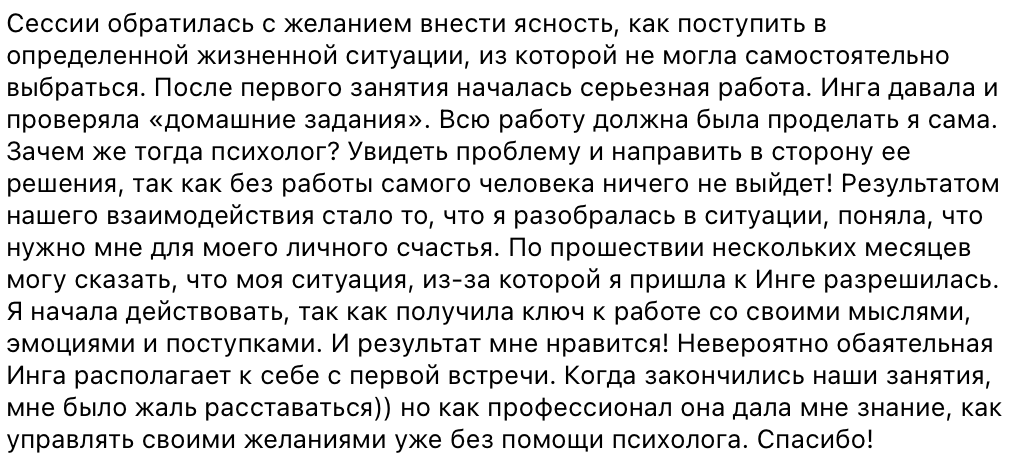 Сессии обратилась с желанием внести ясность, как поступить в
определенной жизненной ситуации, из которой не могла самостоятельно
выбраться. После первого занятия началась серьезная работа. Инга давала и
проверяла «домашние задания». Всю работу должна была проделать я сама.
Зачем же тогда психолог? Увидеть проблему и направить в сторону ее
решения, так как без работы самого человека ничего не выйдет! Результатом
нашего взаимодействия стало то, что я разобралась в ситуации, поняла, что
нужно мне для моего личного счастья. По прошествии нескольких месяцев
могу сказать, что моя ситуация, из-за которой я пришла к Инге разрешилась.
Я начала действовать, так как получила ключ к работе со своими мыслями,
эмоциями и поступками. И результат мне нравится! Невероятно обаятельная
Инга располагает к себе с первой встречи. Когда закончились наши занятия,
мне было жаль расставаться)) но как профессионал она дала мне знание, как
управлять своими желаниями уже без помощи психолога. Спасибо!